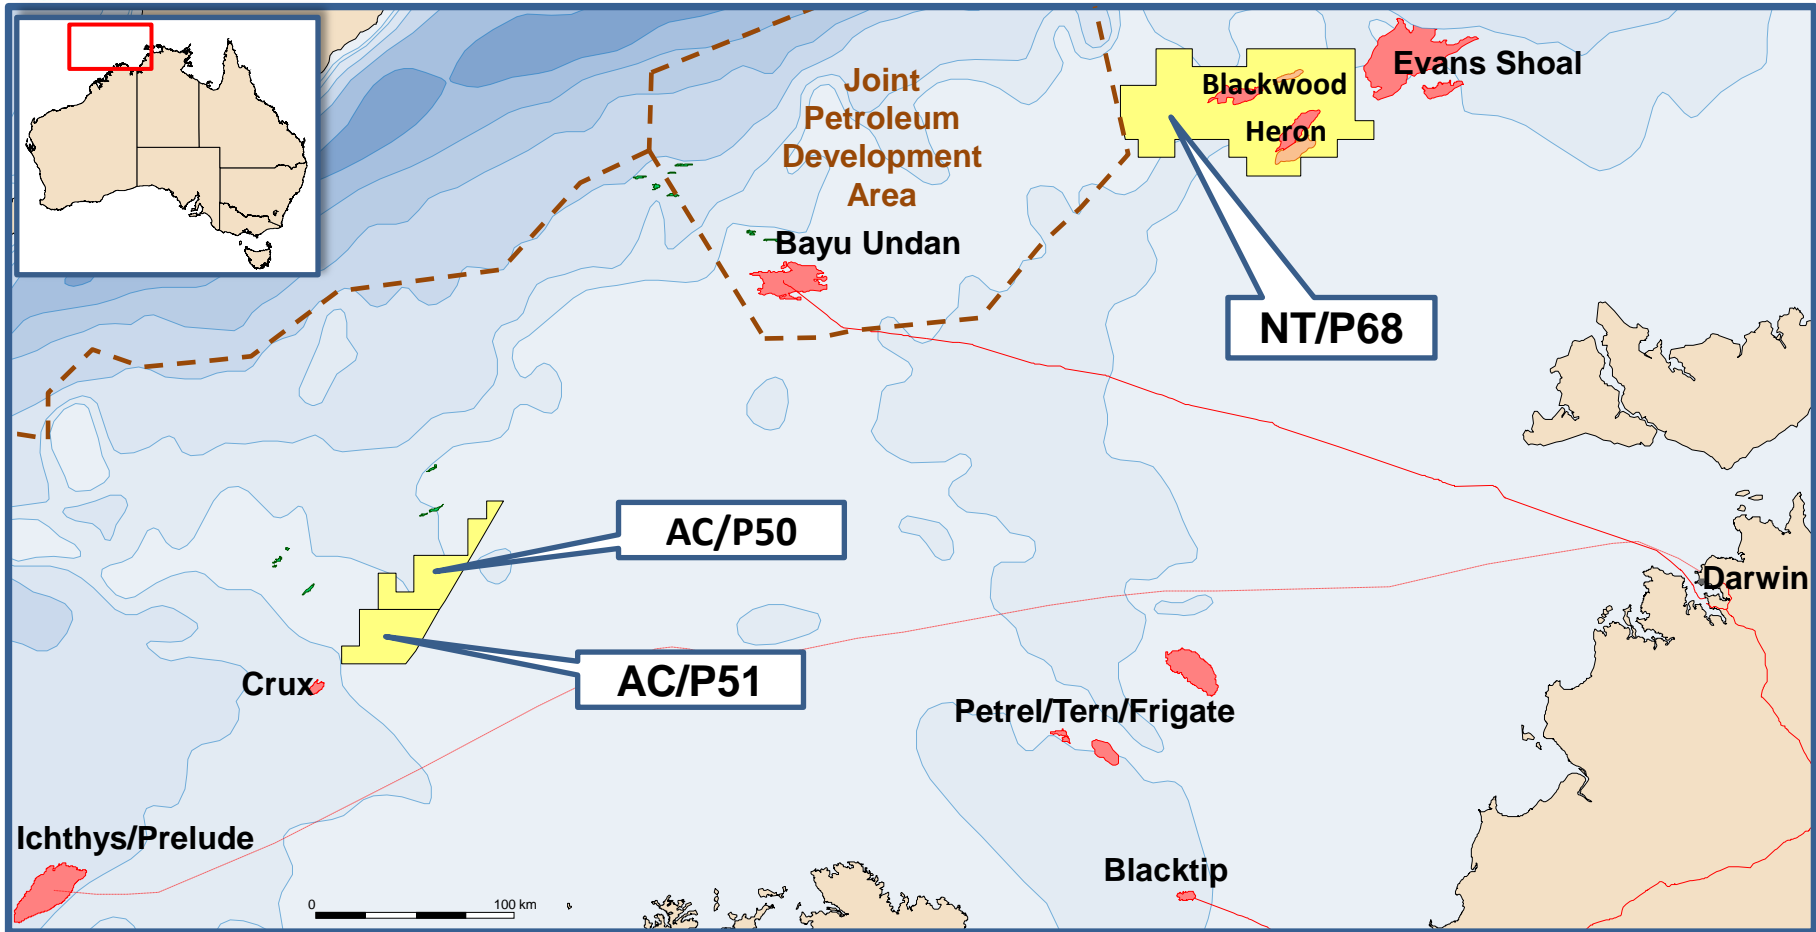 Evans Shoal
Blackwood
Heron
Joint
Petroleum
Development
Area
Bayu Undan
NT/P68
AC/P50
Darwin
AC/P51
Crux
Petrel/Tern/Frigate
Ichthys/Prelude
Blacktip
0 100 km